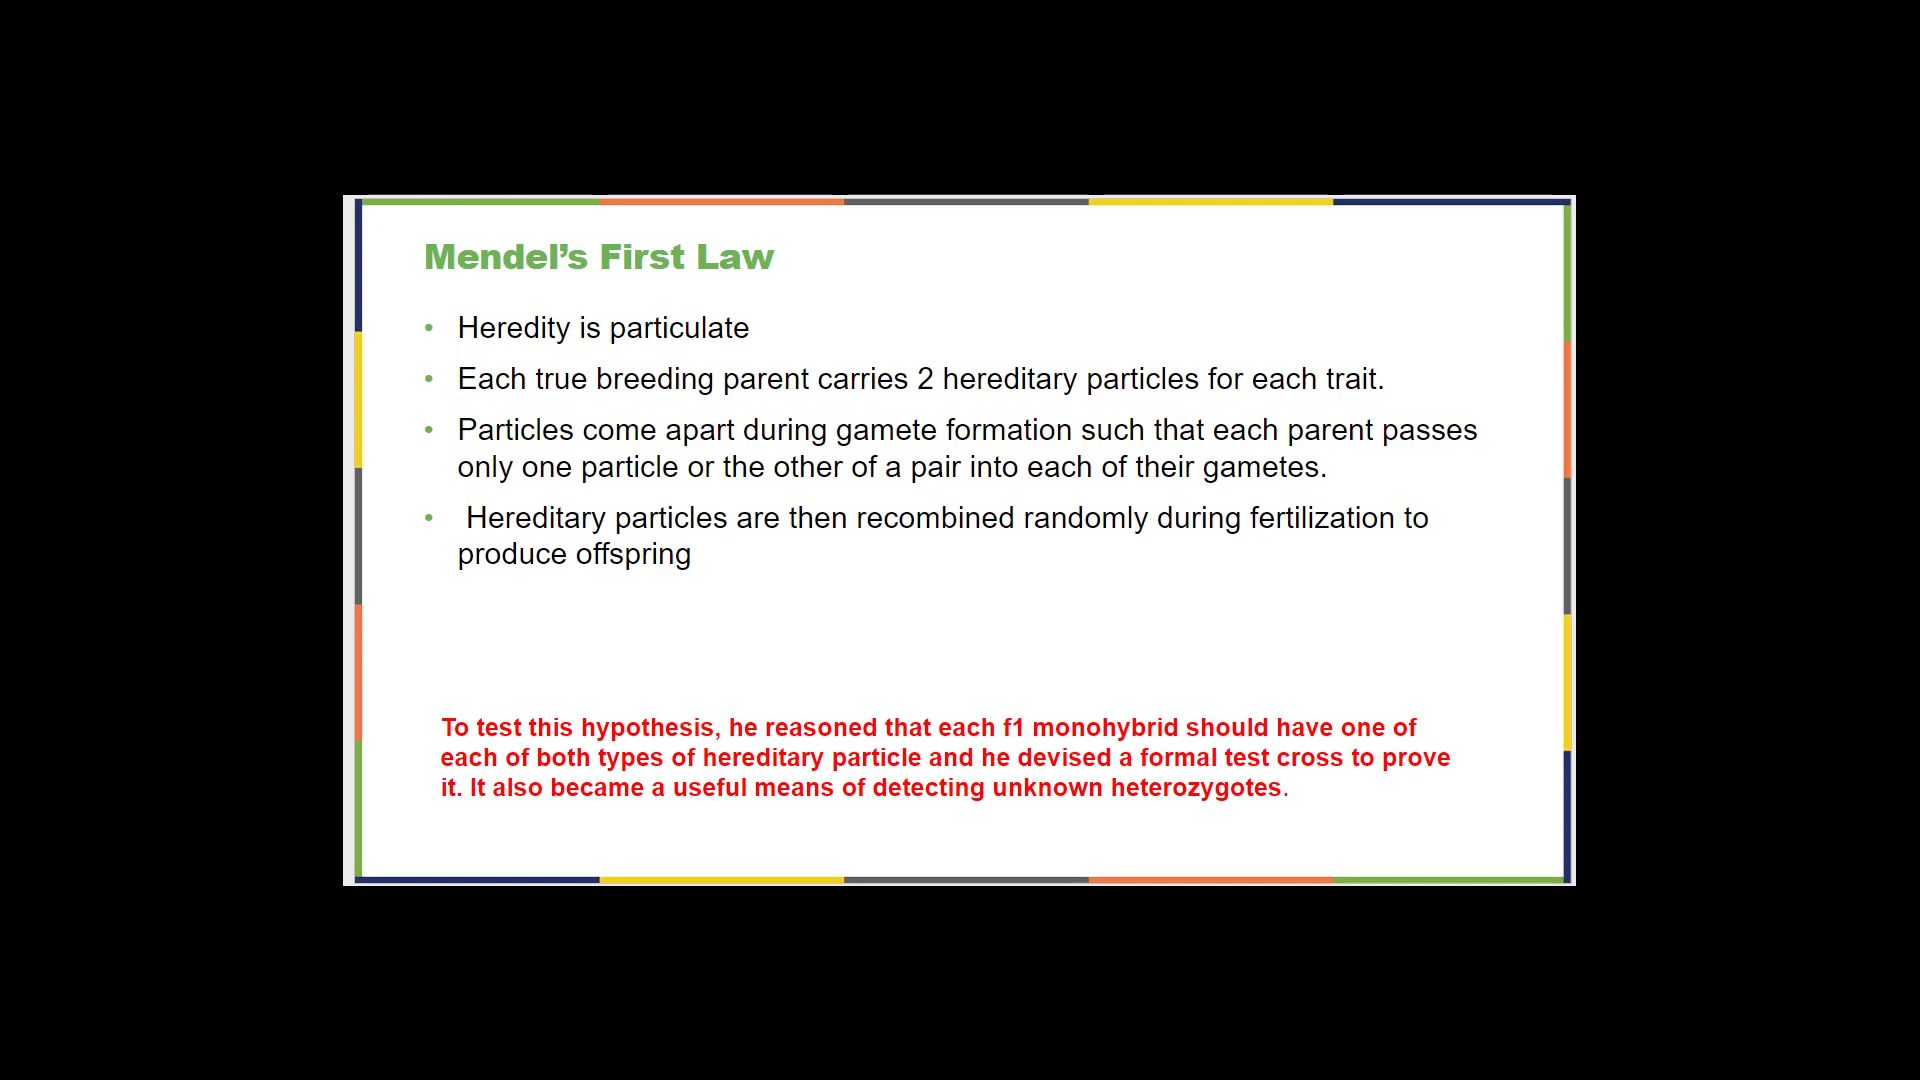 Mendel’s First Law
• Heredity is particulate
• Each true breeding parent carries 2 hereditary particles for each trait.
• Particles come apart during gamete formation such that each parent passes
only one particle or the other of a pair into each of their gametes.
• Hereditary particles are then recombined randomly during fertilization to
produce offspring
To test this hypothesis, he reasoned that each f1 monohybrid should have one of
each of both types of hereditary particle and he devised a formal test cross to prove
it. It also became a useful means of detecting unknown heterozygotes.